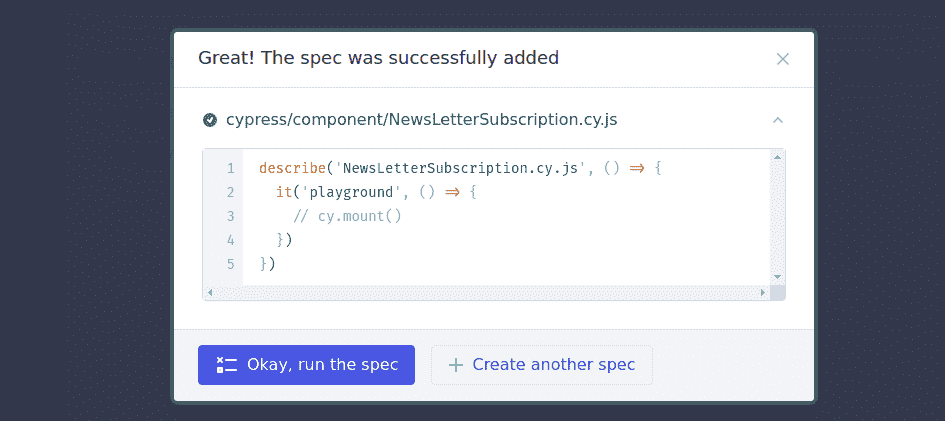 Great! The spec was successfully added
cypress/component/NewsLetterSubscription.cy.js
1 describe('NewsLetterSubscription.cy.js', () => {
2 it('playground', () => {
3 // cy.mount()
4 })
5 })
Okay, run the spec
Create another spec